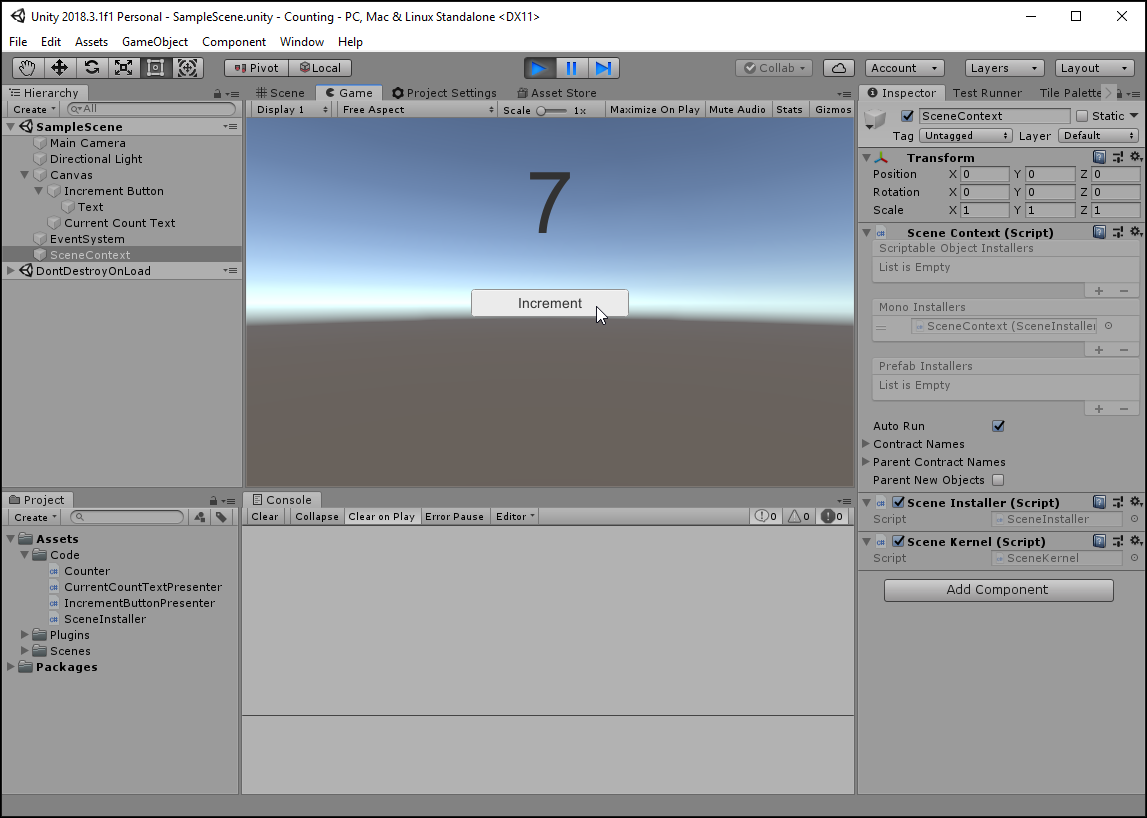 Unity 2018.3.1f1 Personal - SampleScene.unity - Counting - PC, Mac & Linux Standalone <DX11>
File Edit Assets GameObject Component Window Help
Pivot Local Collab Account Layers Layout
Hierarchy
Create All
SampleScene
Main Camera
Directional Light
Canvas
Increment Button
Text
Current Count Text
EventSystem
SceneContext
DontDestroyOnLoad
Scene Game Project Settings Asset Store
Display 1 Free Aspect Scale 1x Maximize On Play Mute Audio Stats Gizmos
7
Increment
Inspector Test Runner Tile Palette
SceneContext Static
Tag Untagged Layer Default
Transform
Position X 0 Y 0 Z 0
Rotation X 0 Y 0 Z 0
Scale X 1 Y 1 Z 1
Scene Context (Script)
Scriptable Object Installers
List is Empty
+ −
Mono Installers
SceneContext (SceneInstaller
+ −
Prefab Installers
List is Empty
+ −
Auto Run
Contract Names
Parent Contract Names
Parent New Objects
Scene Installer (Script)
Script SceneInstaller
Scene Kernel (Script)
Script SceneKernel
Add Component
Project
Create
Assets
Code
Counter
CurrentCountTextPresenter
IncrementButtonPresenter
SceneInstaller
Plugins
Scenes
Packages
Console
Clear Collapse Clear on Play Error Pause Editor 0 0 0